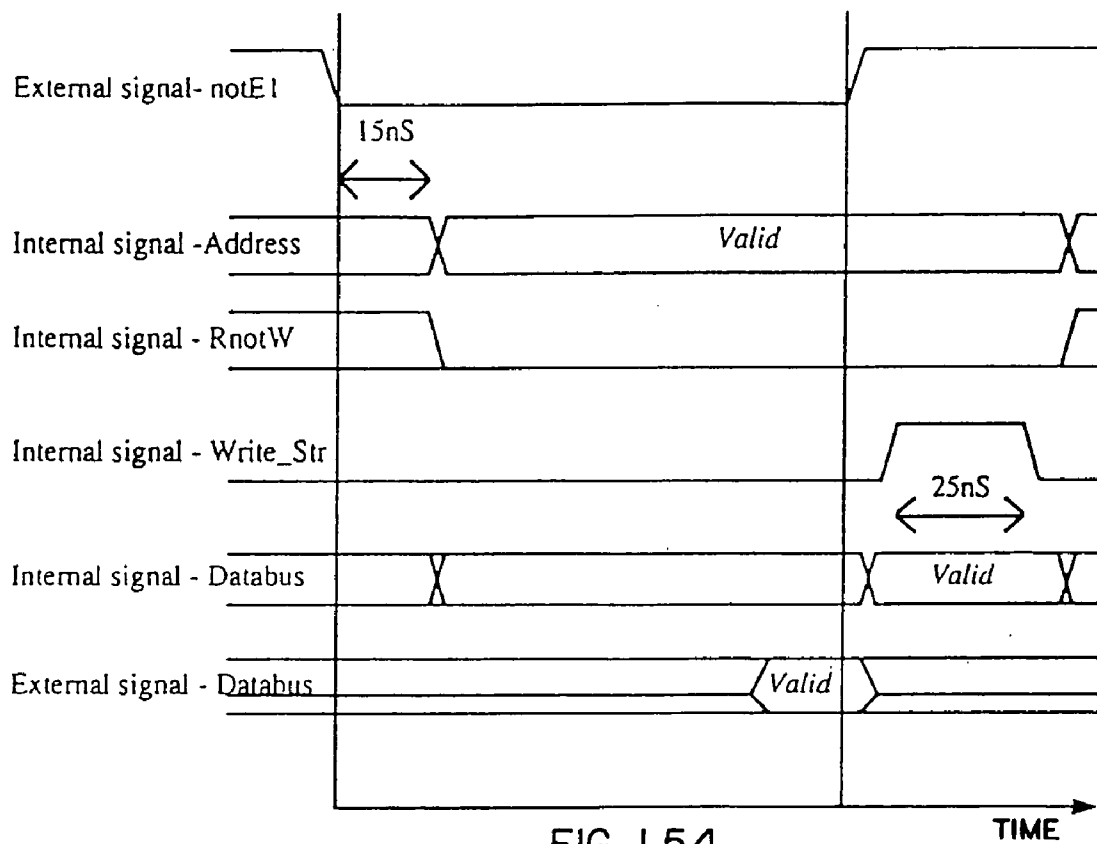 External signal- notE1
15nS
Internal signal -Address
Valid
Internal signal - RnotW
Internal signal - Write_Str
25nS
Internal signal - Databus
Valid
External signal - Databus
Valid
TIME